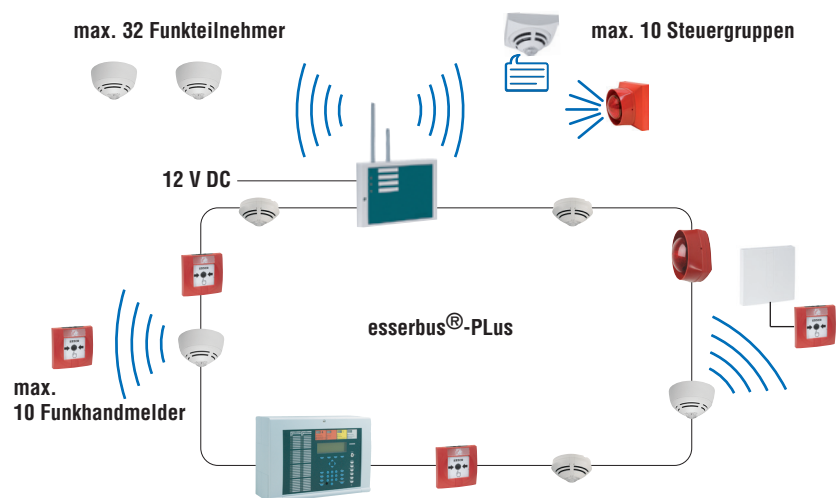 max. 32 Funkteilnehmer
max. 10 Steuergruppen
12 V DC
esserbus®-PLus
max.
10 Funkhandmelder